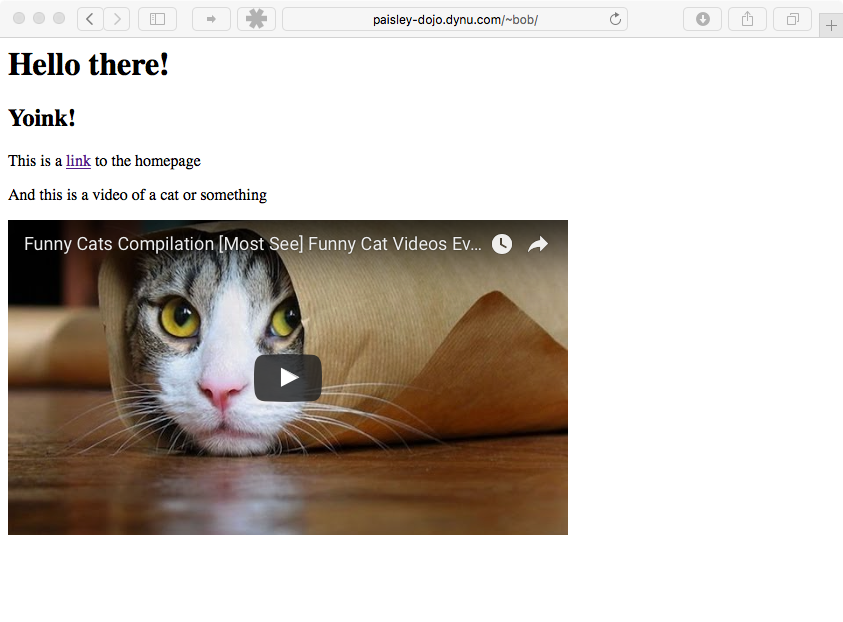 paisley-dojo.dynu.com/~bob/
Hello there!
Yoink!
This is a link to the homepage
And this is a video of a cat or something
Funny Cats Compilation [Most See] Funny Cat Videos Ev...